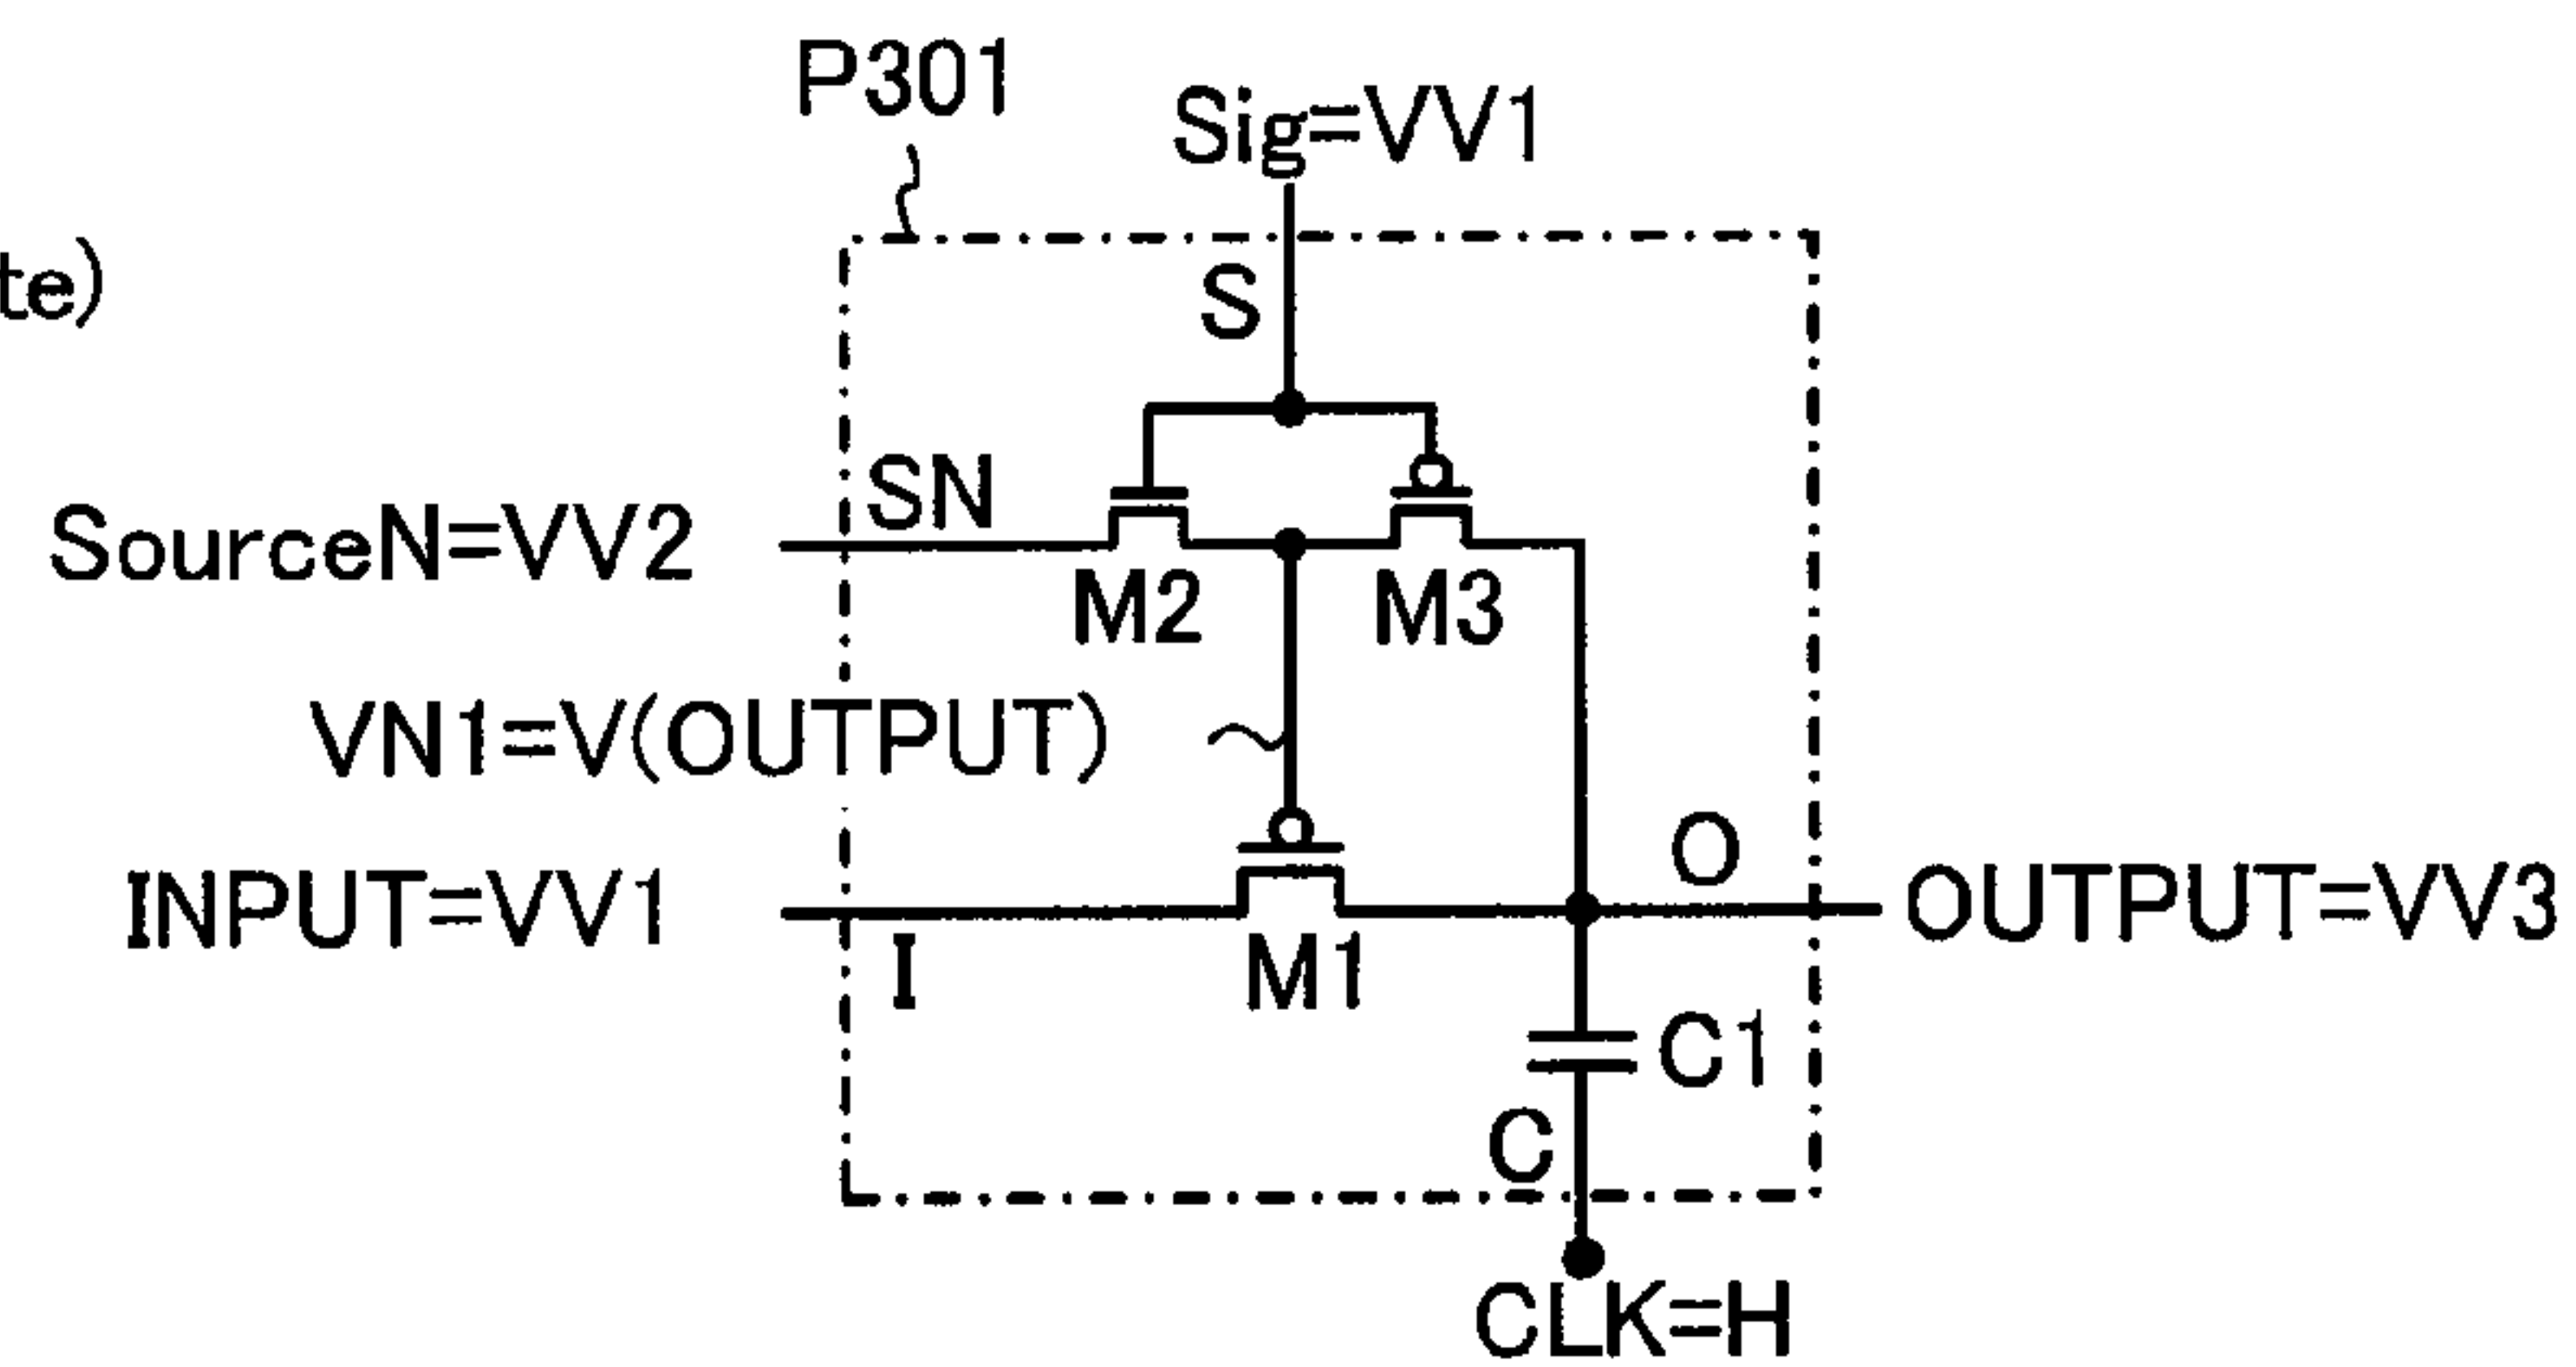 P301
Sig=VV1
te)
S
SN
SourceN=VV2
M2
M3
VN1=V(OUTPUT)
O
INPUT=VV1
OUTPUT=VV3
I
M1
C1
C
CLK=H